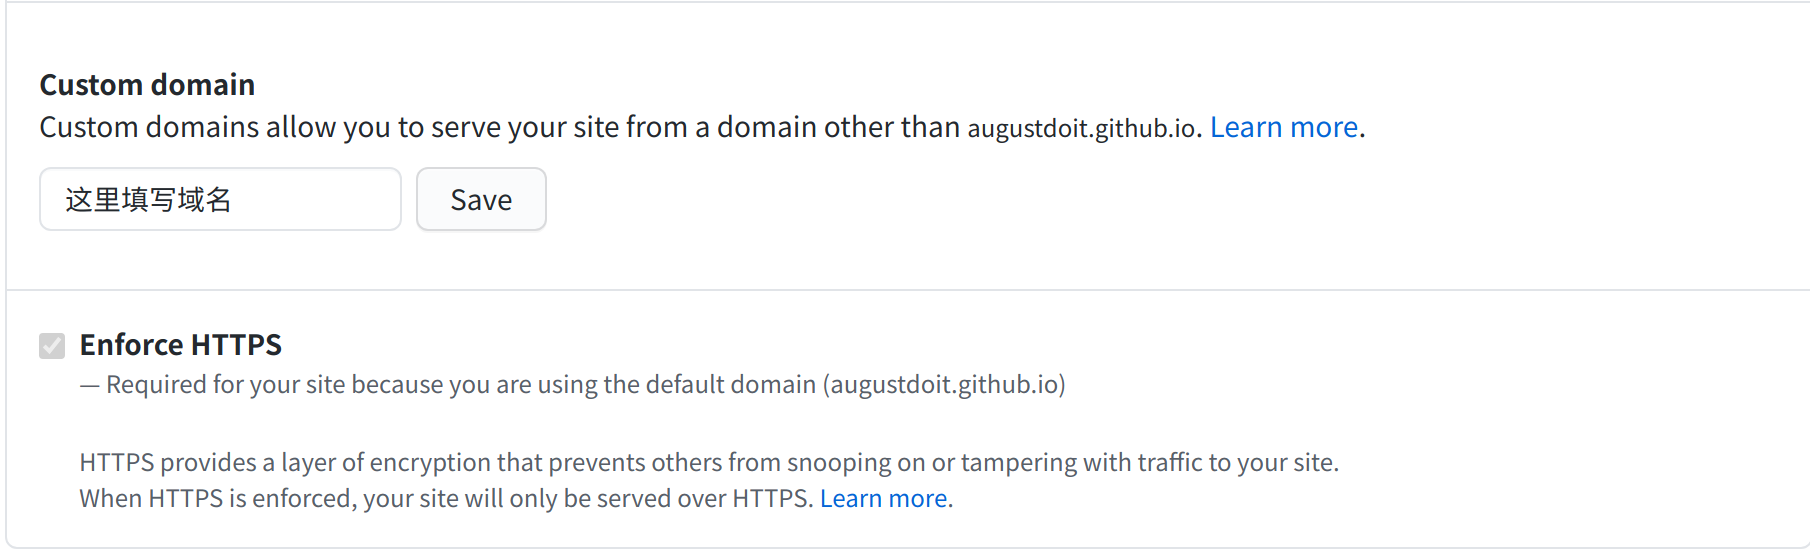 Custom domain
Custom domains allow you to serve your site from a domain other than augustdoit.github.io. Learn more.
这里填写域名 Save
Enforce HTTPS
— Required for your site because you are using the default domain (augustdoit.github.io)
HTTPS provides a layer of encryption that prevents others from snooping on or tampering with traffic to your site.
When HTTPS is enforced, your site will only be served over HTTPS. Learn more.